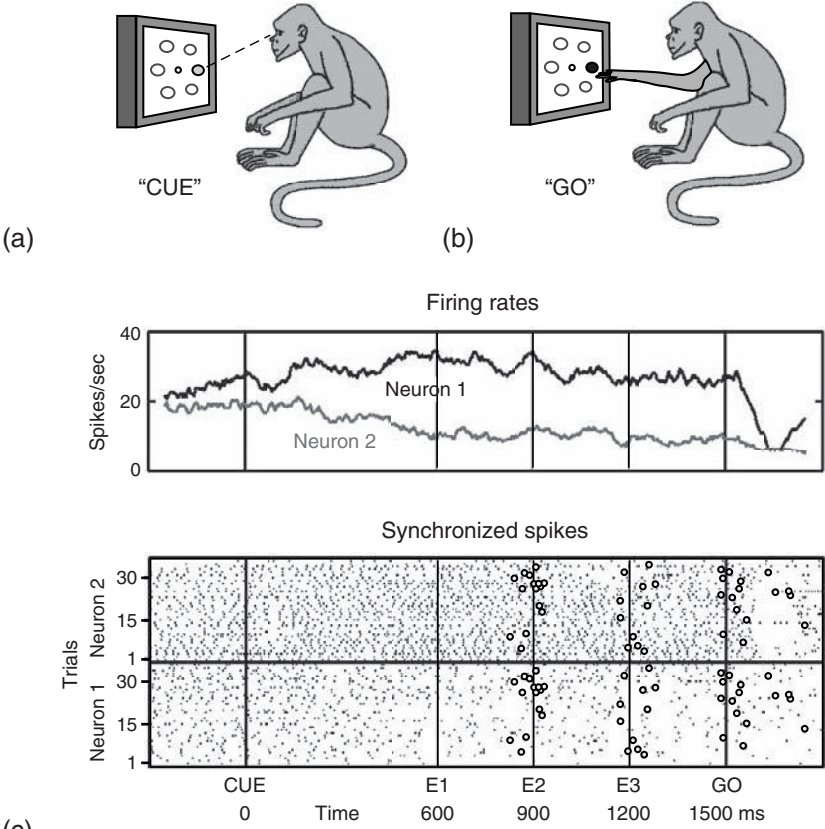 “CUE”
“GO”
(a)
(b)
Firing rates
40
20
0
Spikes/sec
Neuron 1
Neuron 2
Synchronized spikes
Trials
Neuron 2
30
15
1
Neuron 1
30
15
1
CUE E1 E2 E3 GO
0 Time 600 900 1200 1500 ms
(c)